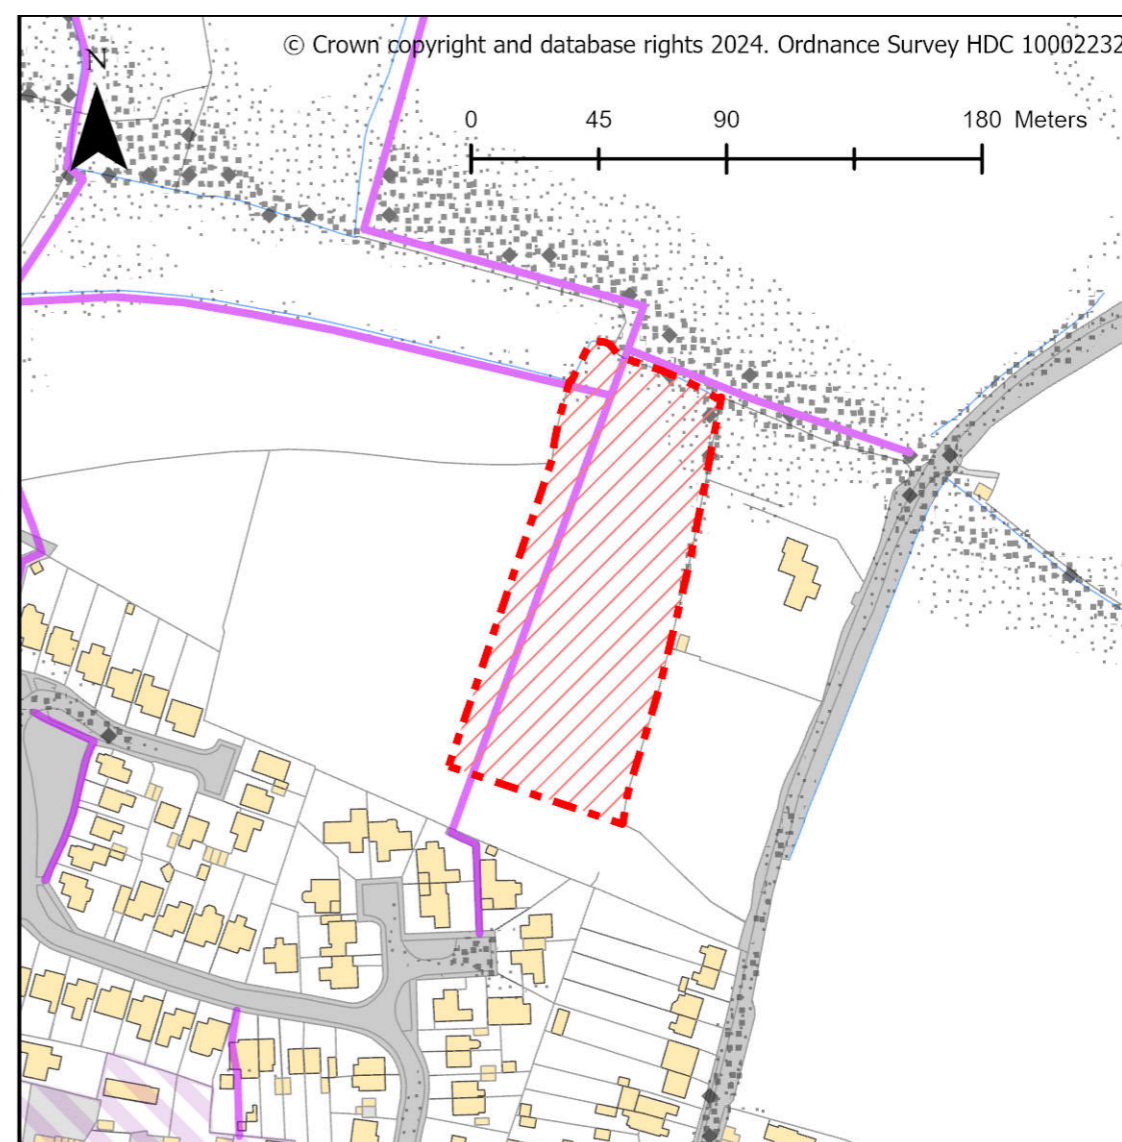 © Crown copyright and database rights 2024. Ordnance Survey HDC 10002232
N
0 45 90 180 Meters